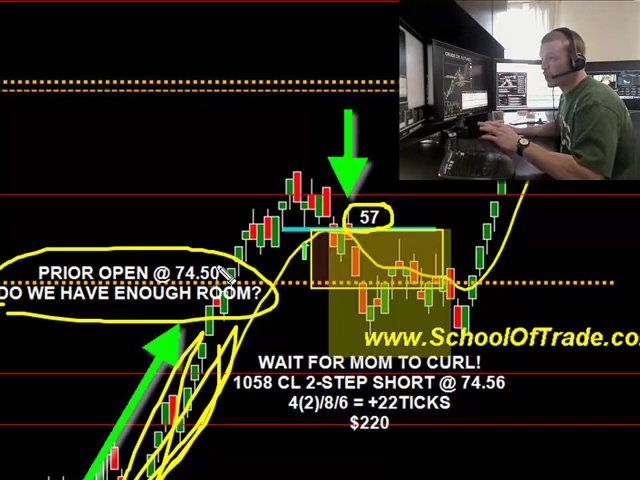 57
PRIOR OPEN @ 74.50
DO WE HAVE ENOUGH ROOM?
www.SchoolOfTrade.co
WAIT FOR MOM TO CURL!
1058 CL 2-STEP SHORT @ 74.56
4(2)/8/6 = +22TICKS
$220